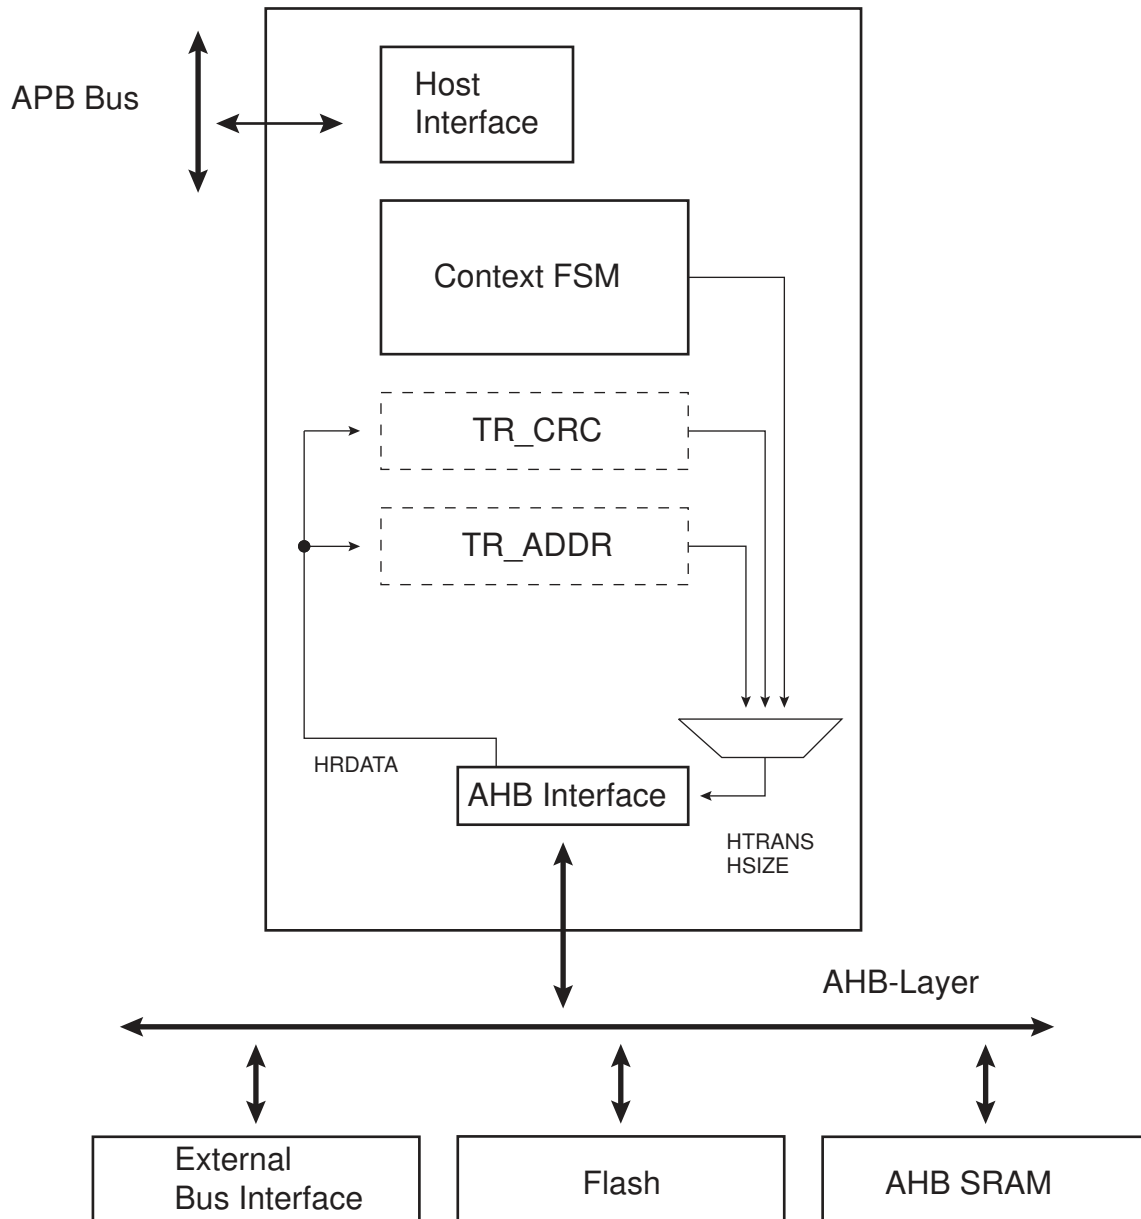 APB Bus
Host
Interface
Context FSM
TR_CRC
TR_ADDR
HRDATA
AHB Interface
HTRANS
HSIZE
AHB-Layer
External
Bus Interface
Flash
AHB SRAM